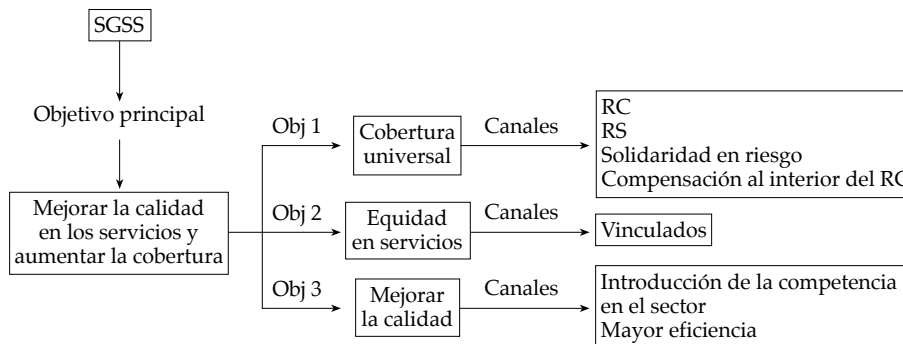 SGSS
Objetivo principal
Mejorar la calidad
en los servicios y
aumentar la cobertura
Obj 1
Cobertura
universal
Canales
RC
RS
Solidaridad en riesgo
Compensación al interior del RC
Obj 2
Equidad
en servicios
Canales
Vinculados
Obj 3
Mejorar
la calidad
Canales
Introducción de la competencia
en el sector
Mayor eficiencia